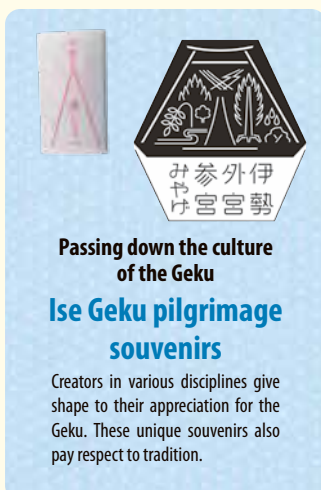 伊勢
外宮
参宮
みやげ
Passing down the culture
of the Geku
Ise Geku pilgrimage
souvenirs
Creators in various disciplines give
shape to their appreciation for the
Geku. These unique souvenirs also
pay respect to tradition.